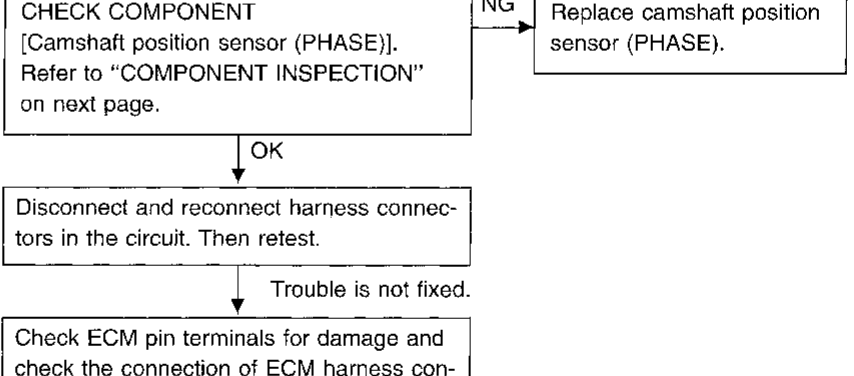 CHECK COMPONENT
[Camshaft position sensor (PHASE)].
Refer to “COMPONENT INSPECTION”
on next page.
NG
Replace camshaft position
sensor (PHASE).
OK
Disconnect and reconnect harness connec-
tors in the circuit. Then retest.
Trouble is not fixed.
Check ECM pin terminals for damage and
check the connection of ECM harness con-